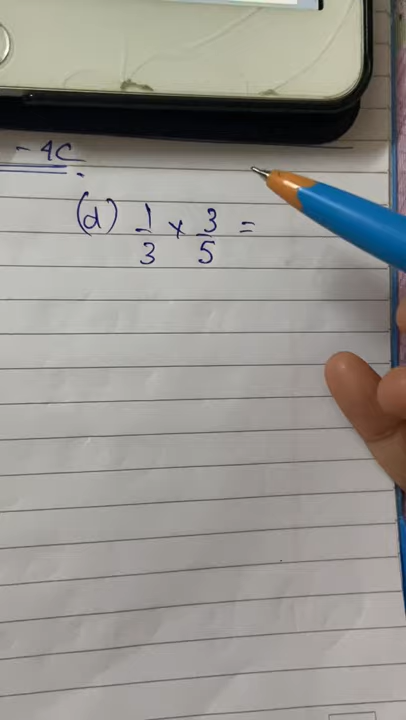 - 4C
(d) 1/3 × 3/5 =